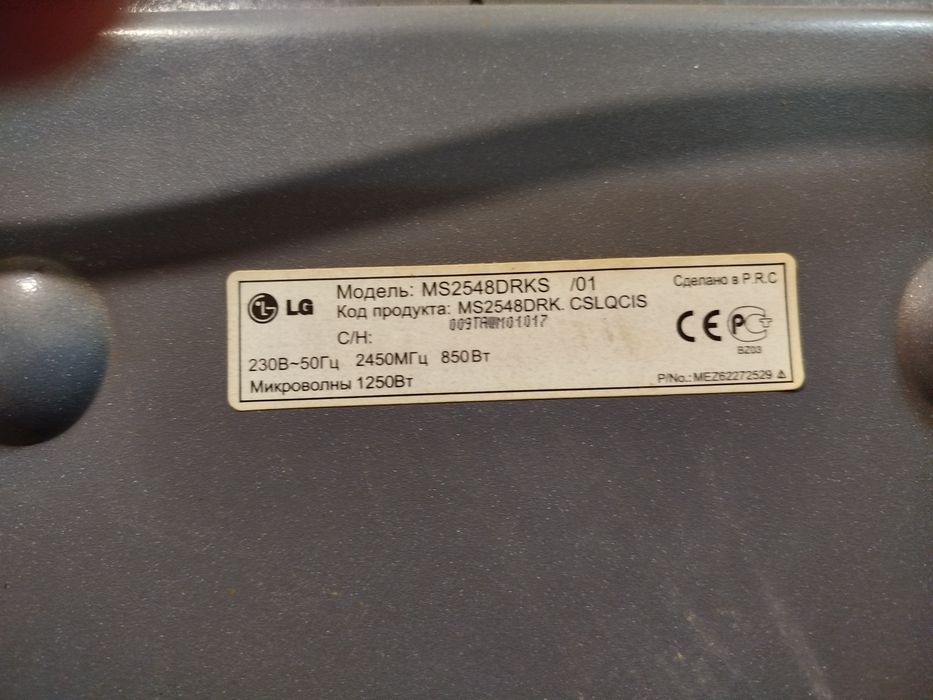 LG
Модель: MS2548DRKS /01
Код продукта: MS2548DRK. CSLQCIS
С/Н: 009TAWM01017
230В~50Гц 2450МГц 850Вт
Микроволны 1250Вт
Сделано в P.R.C
CE РСТ
BZ03
P/No.: MEZ62272529